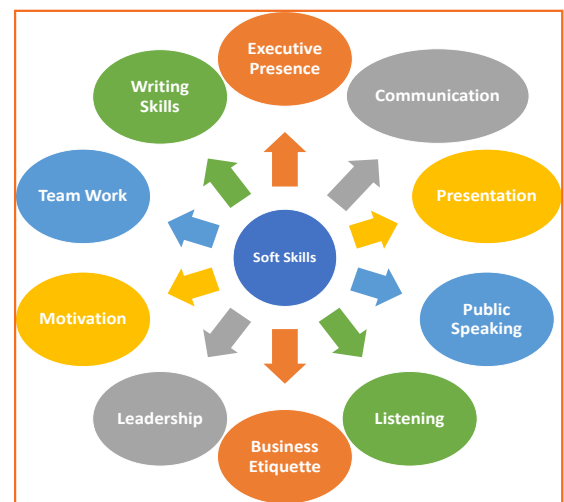 Executive
Presence
Communication
Presentation
Public
Speaking
Listening
Business
Etiquette
Leadership
Motivation
Team Work
Writing
Skills
Soft Skills